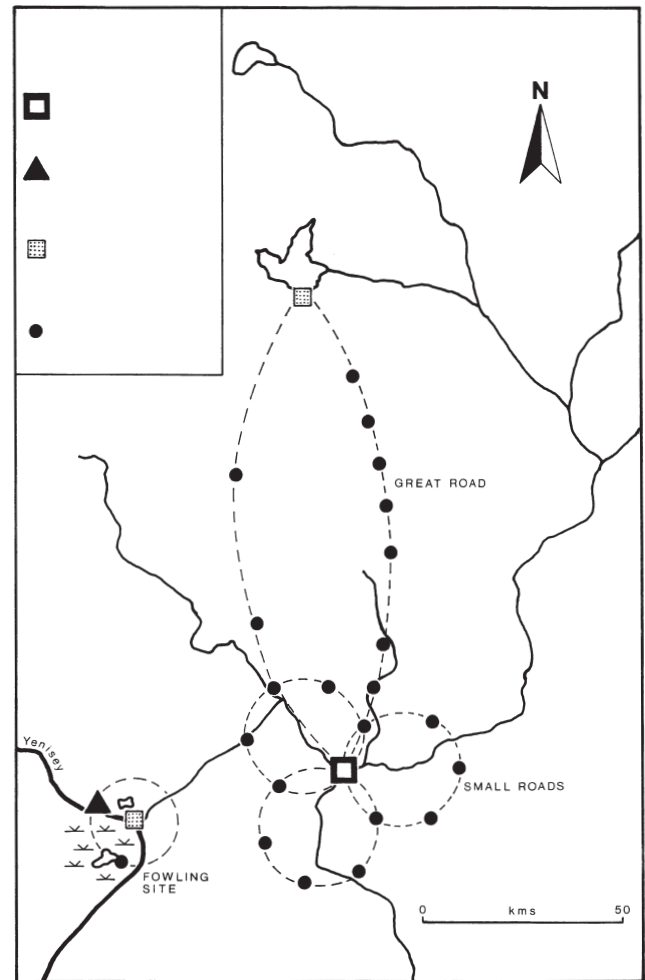 N
GREAT ROAD
Yenisey
SMALL ROADS
FOWLING
SITE
0 kms 50